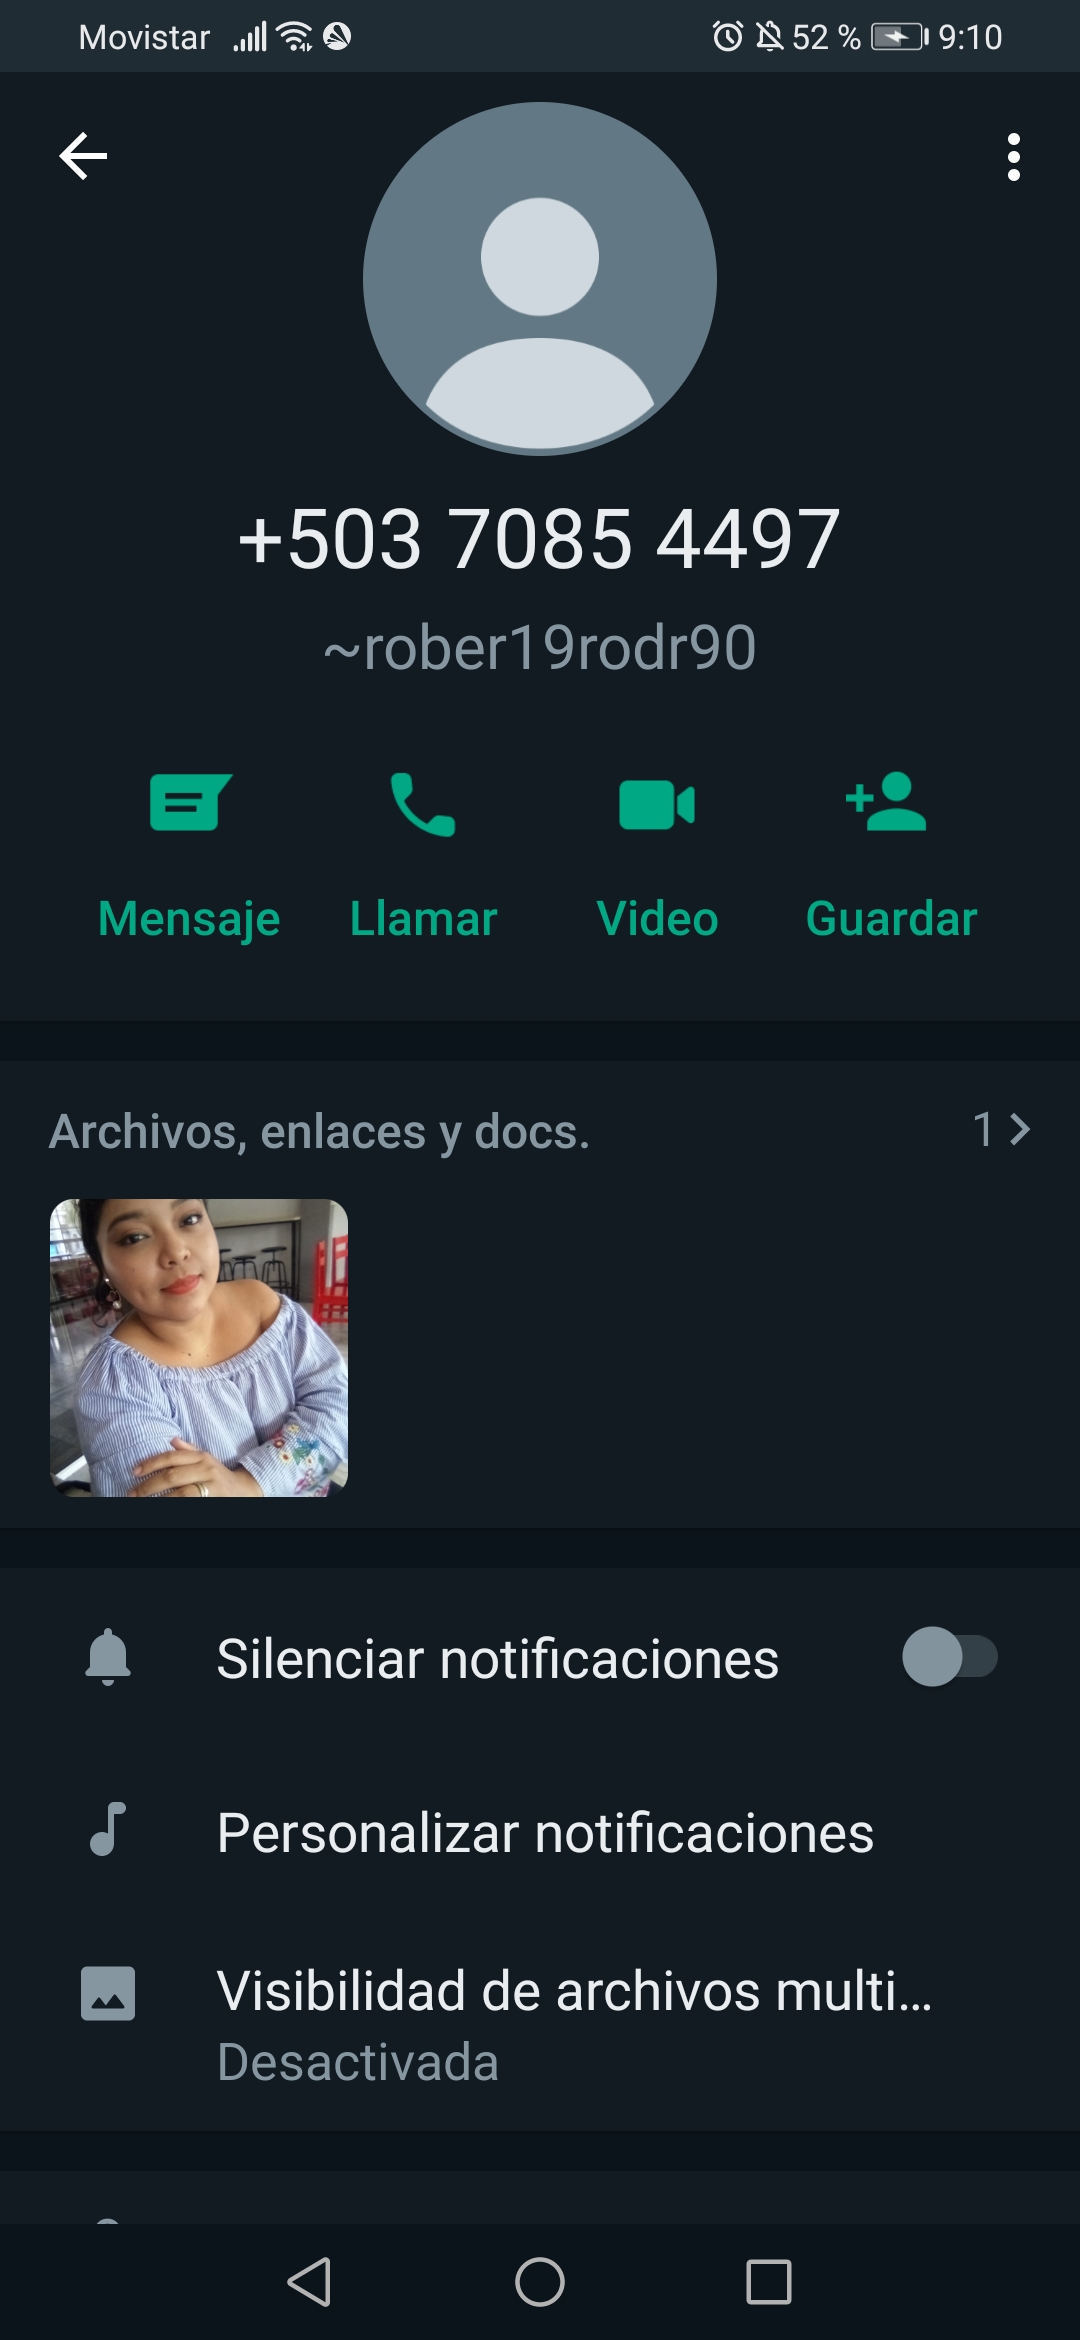 Movistar 52 % 9:10
+503 7085 4497
~rober19rodr90
Mensaje Llamar Video Guardar
Archivos, enlaces y docs. 1
Silenciar notificaciones
Personalizar notificaciones
Visibilidad de archivos multi...
Desactivada